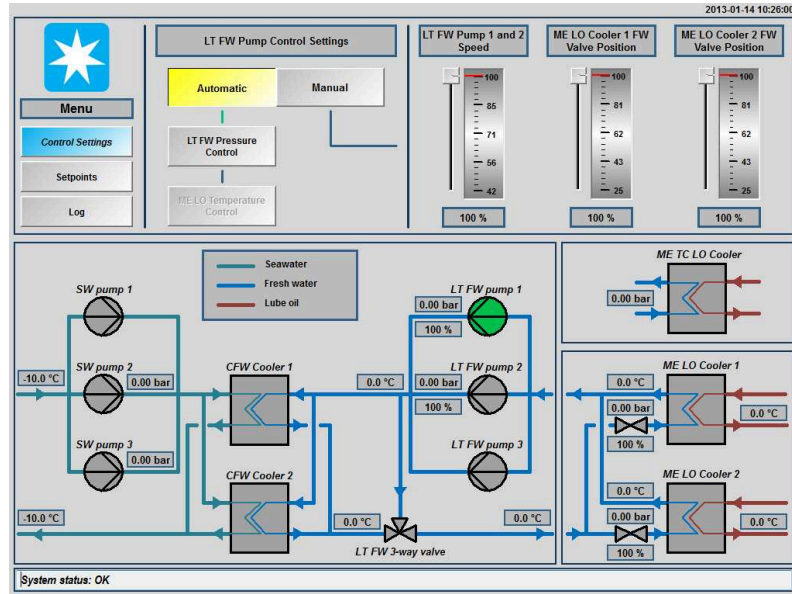 2013-01-14 10:26:00
Menu
Control Settings
Setpoints
Log
LT FW Pump Control Settings
Automatic
Manual
LT FW Pressure
Control
ME LO Temperature
Control
LT FW Pump 1 and 2
Speed
100
85
71
56
42
100 %
ME LO Cooler 1 FW
Valve Position
100
81
62
43
25
100 %
ME LO Cooler 2 FW
Valve Position
100
81
62
43
25
100 %
Seawater
Fresh water
Lube oil
SW pump 1
SW pump 2
-10.0 °C
0.00 bar
SW pump 3
0.00 bar
-10.0 °C
CFW Cooler 1
CFW Cooler 2
0.0 °C
LT FW pump 1
0.00 bar
100 %
LT FW pump 2
0.00 bar
100 %
LT FW pump 3
0.0 °C
0.0 °C
LT FW 3-way valve
ME TC LO Cooler
0.00 bar
ME LO Cooler 1
0.0 °C
0.00 bar
0.0 °C
100 %
ME LO Cooler 2
0.0 °C
0.00 bar
0.0 °C
100 %
System status: OK